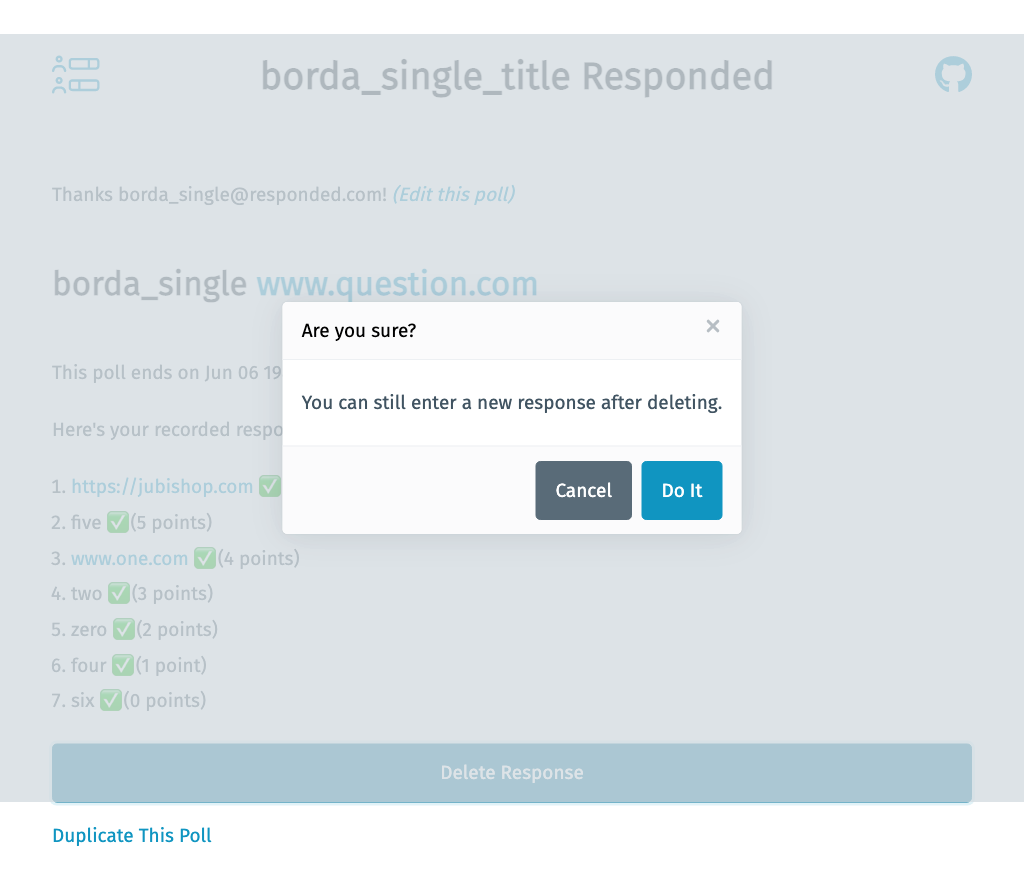 borda_single_title Responded
Thanks borda_single@responded.com! (Edit this poll)
borda_single www.question.com
Are you sure?
×
You can still enter a new response after deleting.
Cancel
Do It
This poll ends on Jun 06 19
Here's your recorded respo
1. https://jubishop.com ✅
2. five ✅(5 points)
3. www.one.com ✅(4 points)
4. two ✅(3 points)
5. zero ✅(2 points)
6. four ✅(1 point)
7. six ✅(0 points)
Delete Response
Duplicate This Poll